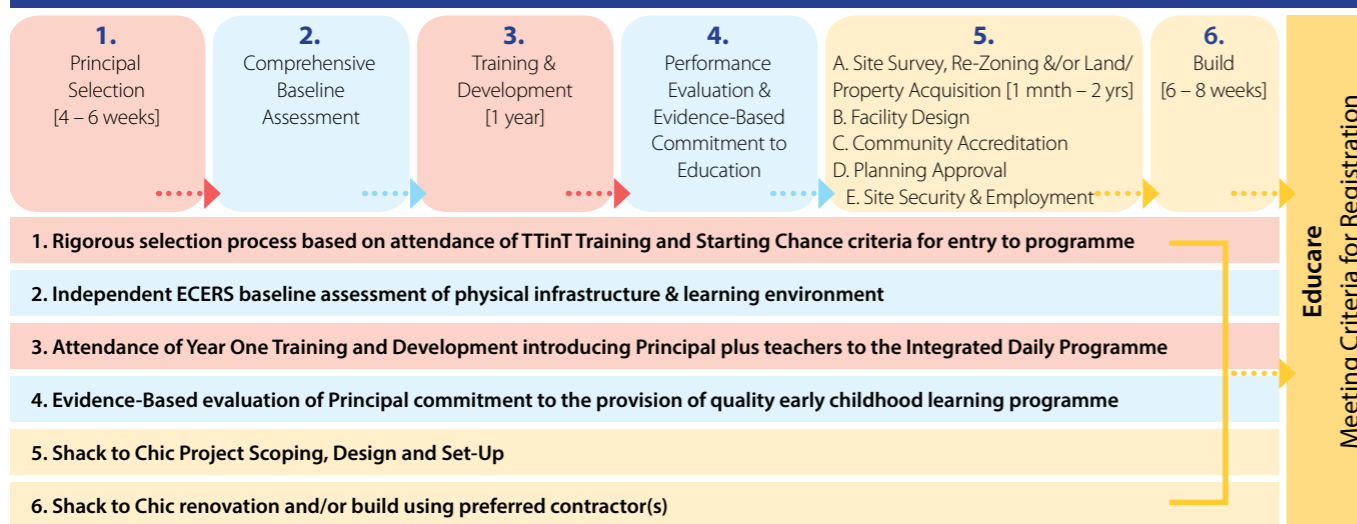 1.
Principal
Selection
[4 – 6 weeks]
2.
Comprehensive
Baseline
Assessment
3.
Training &
Development
[1 year]
4.
Performance
Evaluation &
Evidence-Based
Commitment to
Education
5.
A. Site Survey, Re-Zoning &/or Land/
Property Acquisition [1 mnth – 2 yrs]
B. Facility Design
C. Community Accreditation
D. Planning Approval
E. Site Security & Employment
6.
Build
[6 – 8 weeks]
1. Rigorous selection process based on attendance of TTinT Training and Starting Chance criteria for entry to programme
2. Independent ECERS baseline assessment of physical infrastructure & learning environment
3. Attendance of Year One Training and Development introducing Principal plus teachers to the Integrated Daily Programme
4. Evidence-Based evaluation of Principal commitment to the provision of quality early childhood learning programme
5. Shack to Chic Project Scoping, Design and Set-Up
6. Shack to Chic renovation and/or build using preferred contractor(s)
Educare
Meeting Criteria for Registration